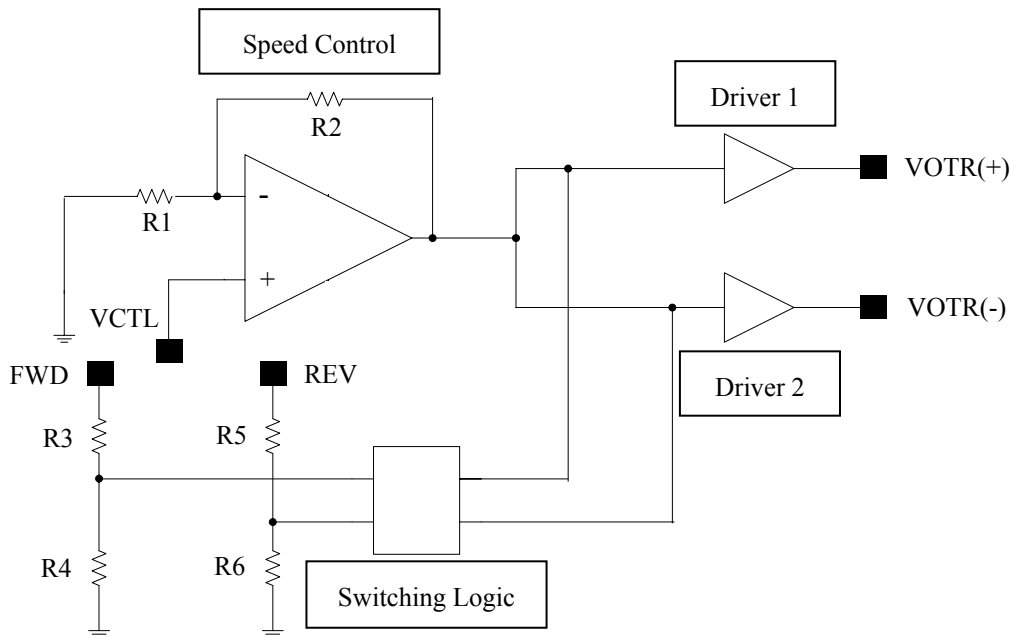 Speed Control
Driver 1
R2
VOTR(+)
-
R1
+
VOTR(-)
VCTL
FWD
REV
Driver 2
R3
R5
R4
R6
Switching Logic